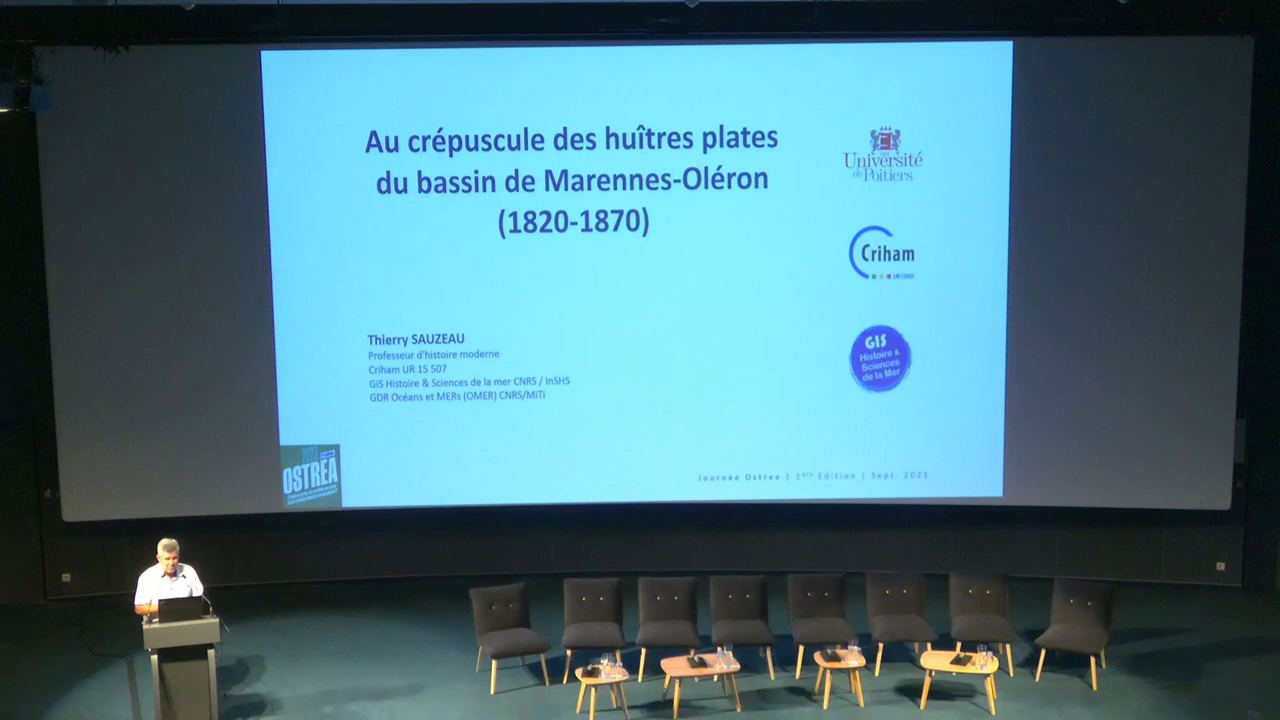 Au crépuscule des huîtres plates
du bassin de Marennes-Oléron
(1820-1870)
Université
de Poitiers
Criham
GIS
Histoire &
Sciences
de la Mer
Thierry SAUZEAU
Professeur d'histoire moderne
Criham UR 15 507
GiS Histoire & Sciences de la mer CNRS / InSHS
GDR Océans et MERs (OMER) CNRS/MiTi
2023
OSTREA
Journée Ostrea | 1ère Edition | Sept. 2023